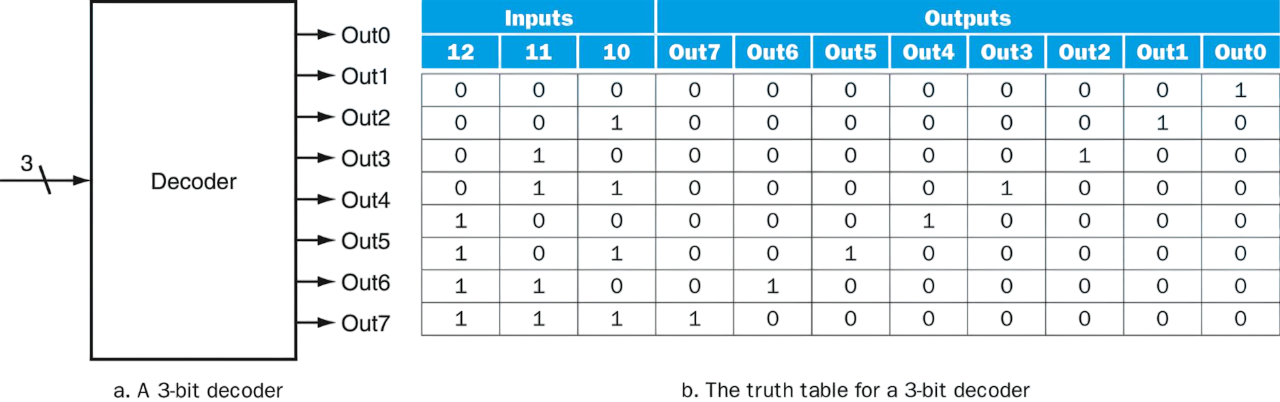 Out0
Out1
Out2
Out3
Out4
Out5
Out6
Out7
3
Decoder
a. A 3-bit decoder
Inputs Outputs
12 11 10 Out7 Out6 Out5 Out4 Out3 Out2 Out1 Out0
0 0 0 0 0 0 0 0 0 0 1
0 0 1 0 0 0 0 0 0 1 0
0 1 0 0 0 0 0 0 1 0 0
0 1 1 0 0 0 0 1 0 0 0
1 0 0 0 0 0 1 0 0 0 0
1 0 1 0 0 1 0 0 0 0 0
1 1 0 0 1 0 0 0 0 0 0
1 1 1 1 0 0 0 0 0 0 0
b. The truth table for a 3-bit decoder